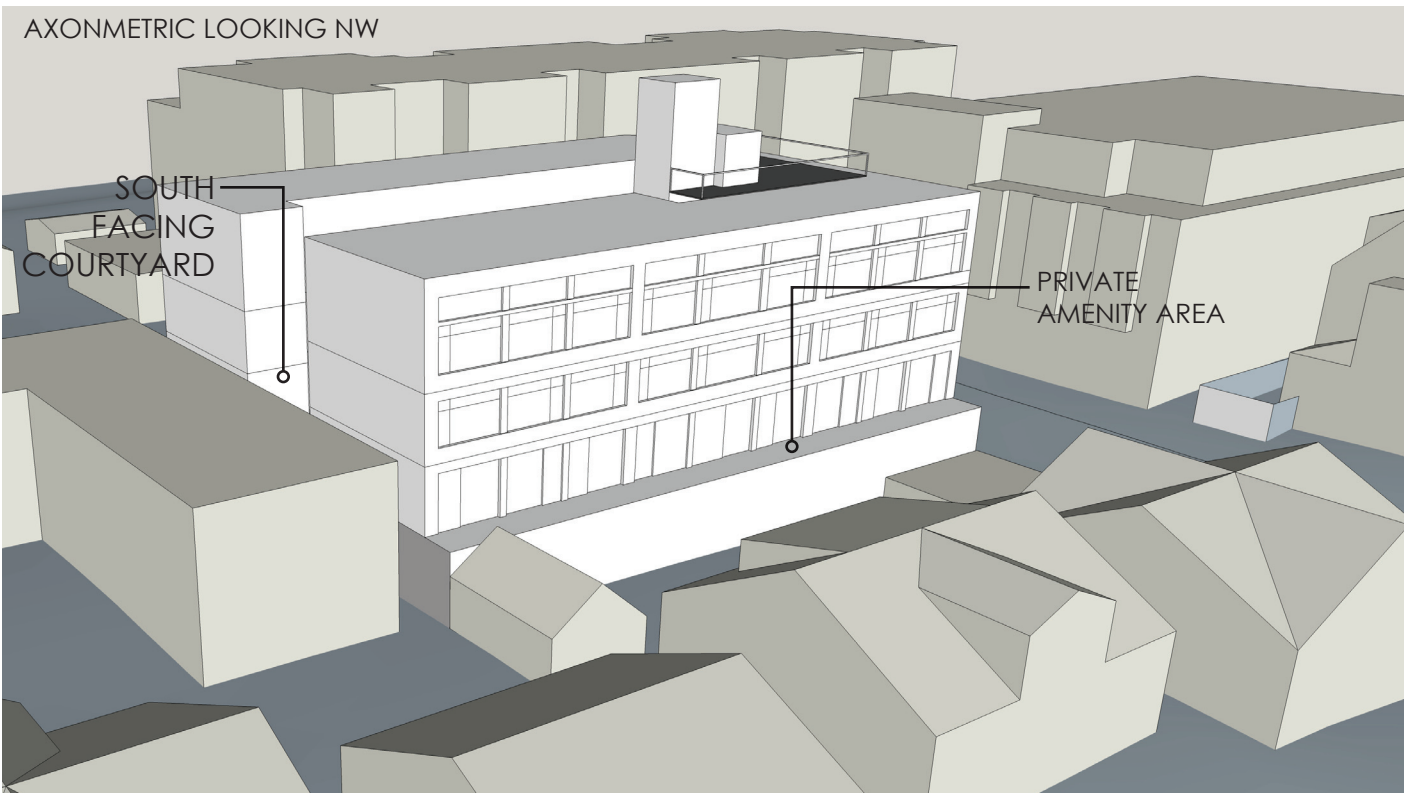 AXONMETRIC LOOKING NW
SOUTH
FACING
COURTYARD
PRIVATE
AMENITY AREA